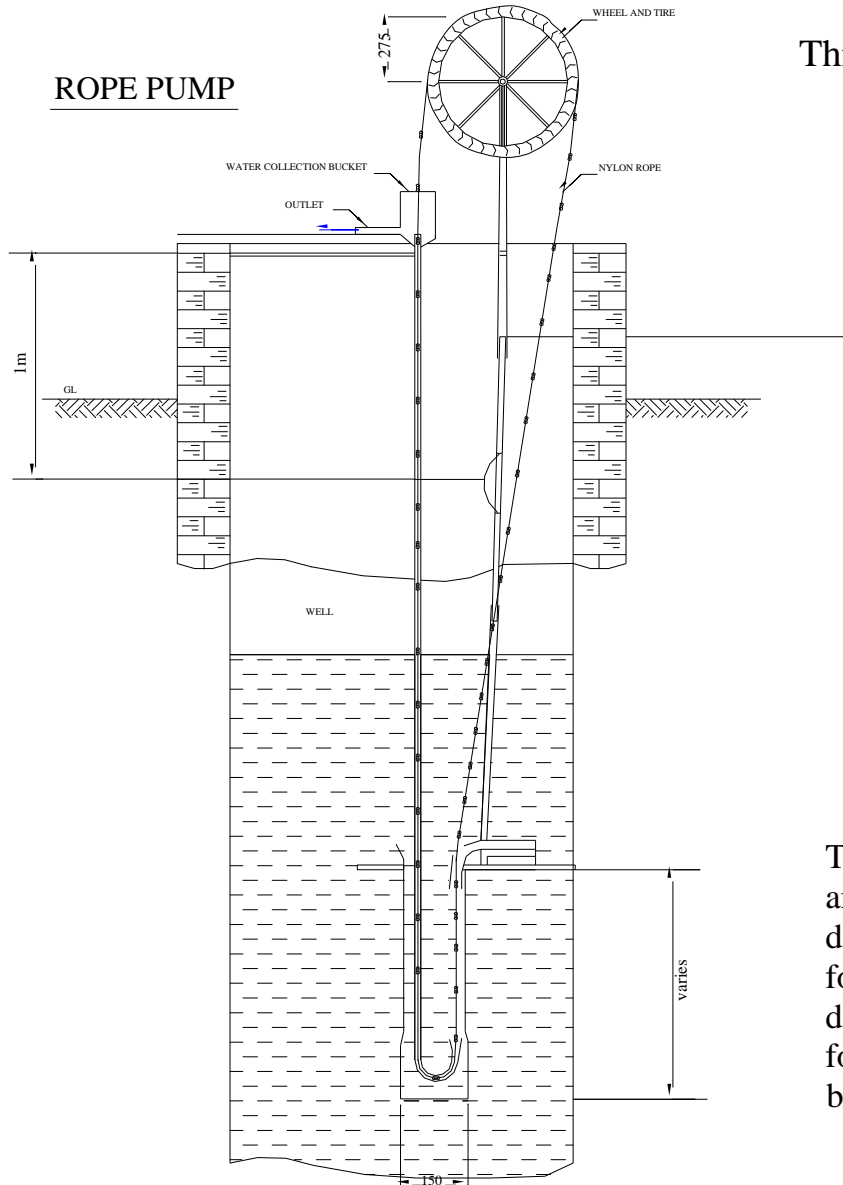 WHEEL AND TIRE
275
ROPE PUMP
WATER COLLECTION BUCKET
NYLON ROPE
OUTLET
1m
GL
WELL
varies
150